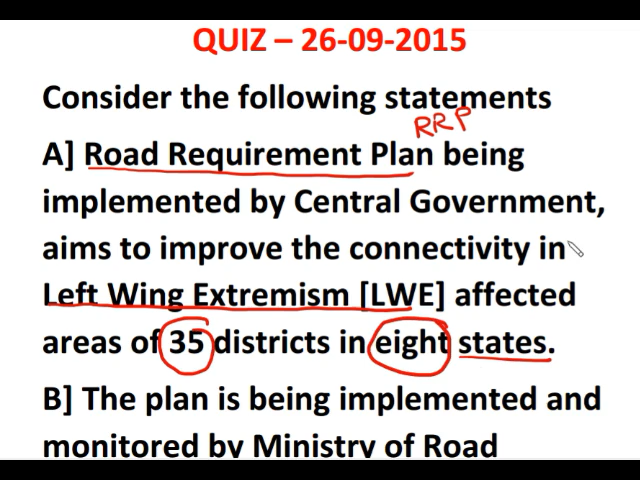 QUIZ – 26-09-2015
Consider the following statements
RRP
A] Road Requirement Plan being
implemented by Central Government,
aims to improve the connectivity in
Left Wing Extremism [LWE] affected
areas of 35 districts in eight states.
B] The plan is being implemented and
monitored by Ministry of Road